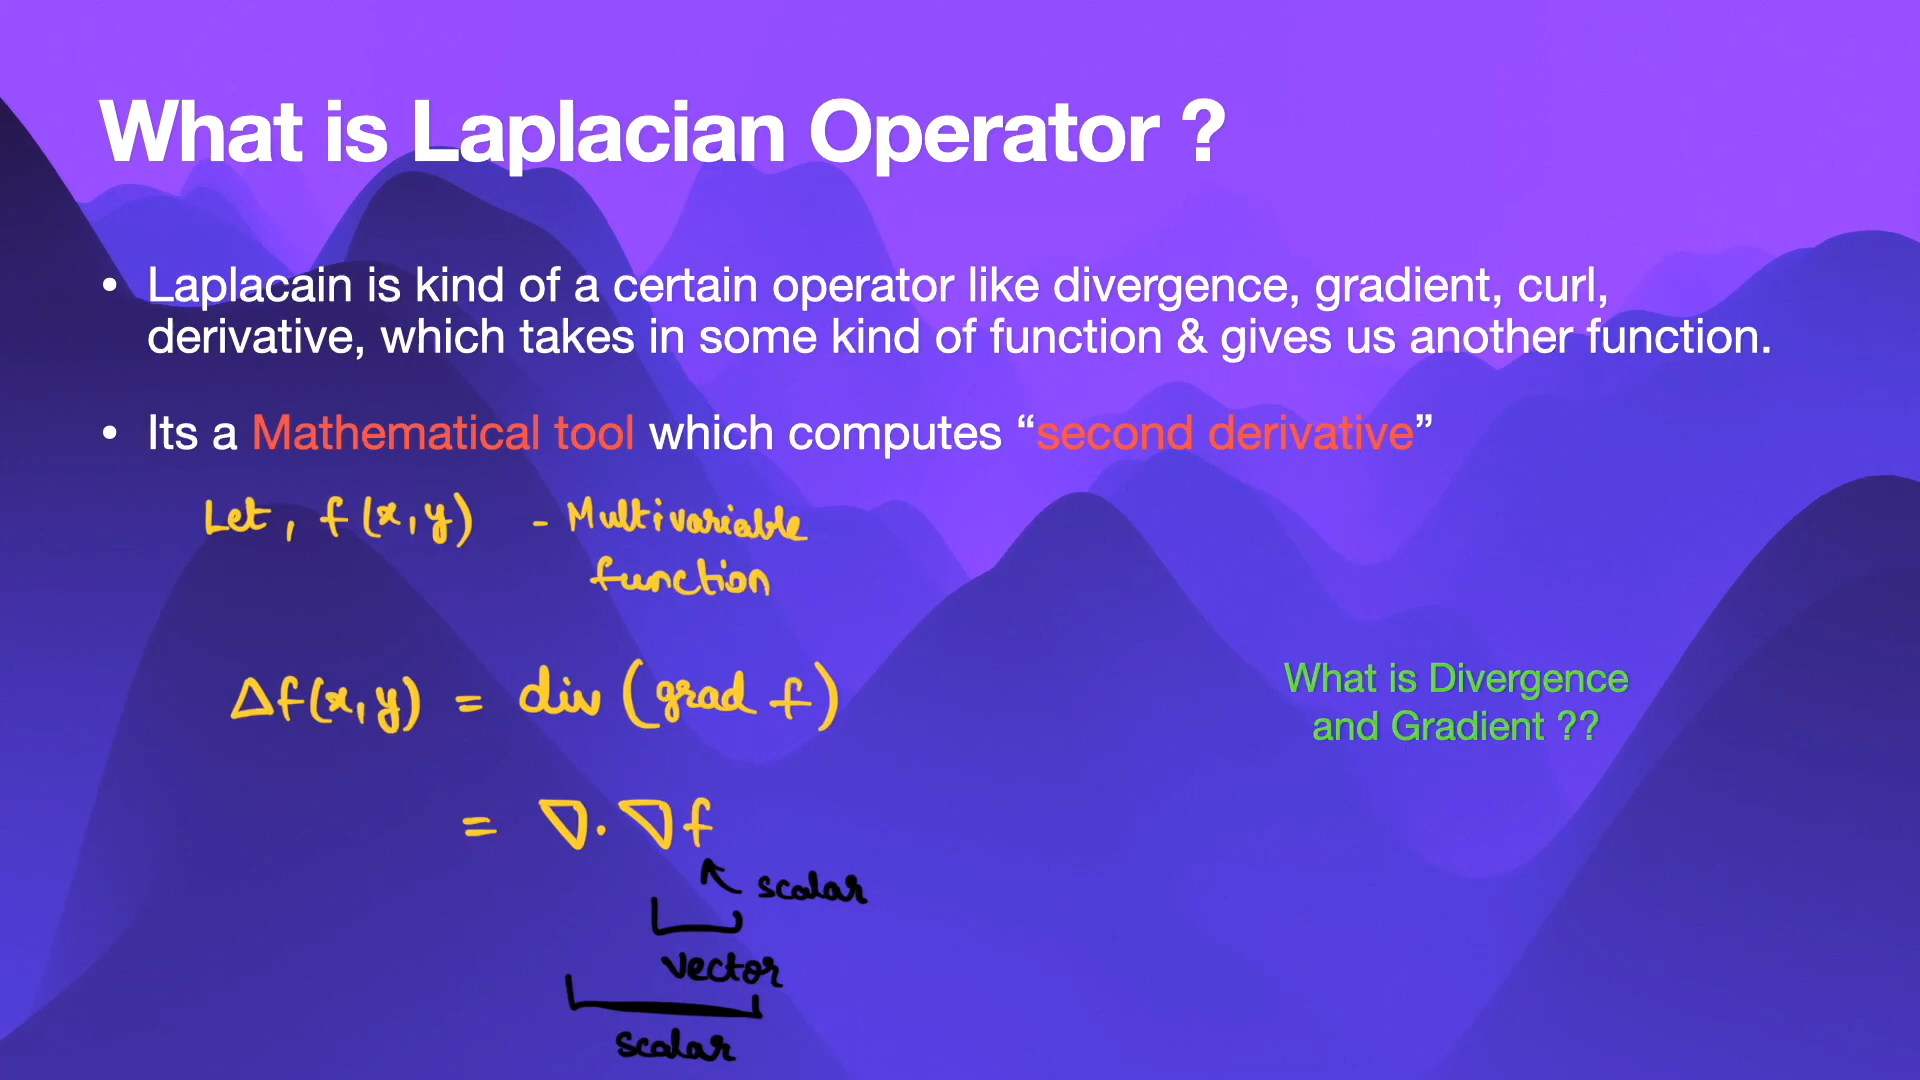 What is Laplacian Operator ?
• Laplacain is kind of a certain operator like divergence, gradient, curl,
derivative, which takes in some kind of function & gives us another function.
• Its a Mathematical tool which computes “second derivative”
Let, f(x,y) - Multivariable
function
Δf(x,y) = div (grad f)
What is Divergence
and Gradient ??
= ∇·∇f
scalar
vector
scalar